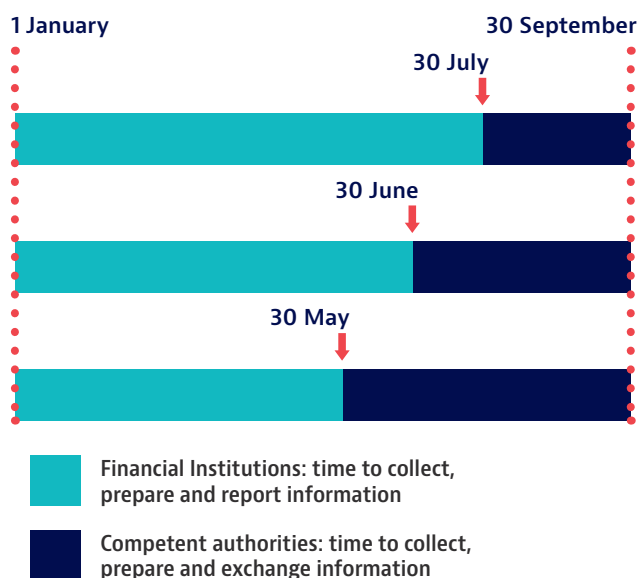 1 January
30 September
30 July
30 June
30 May
Financial Institutions: time to collect,
prepare and report information
Competent authorities: time to collect,
prepare and exchange information